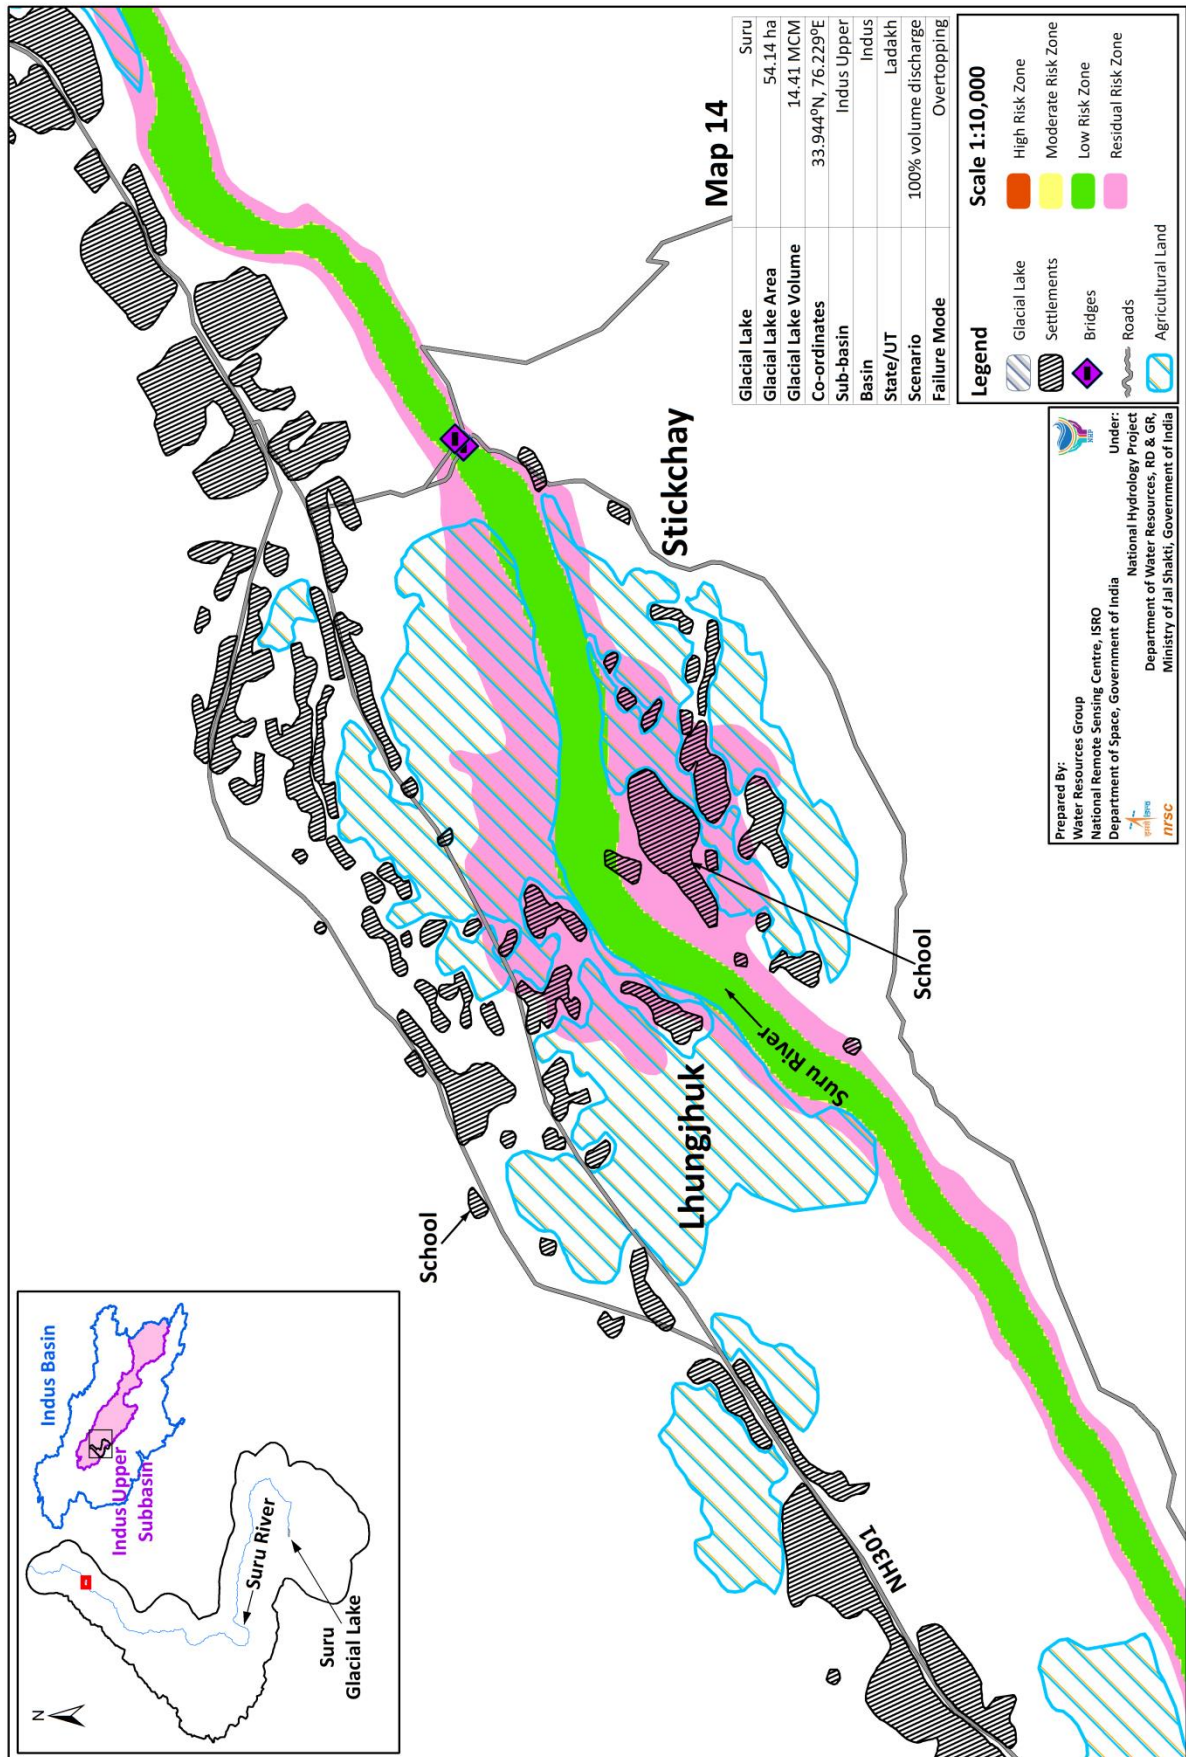 N
Indus Basin
Indus Upper
Subbasin
Suru River
Suru
Glacial Lake
School
NH301
Lhungjhuk
Suru River
School
Stickchay
Map 14
Glacial Lake Suru
Glacial Lake Area 54.14 ha
Glacial Lake Volume 14.41 MCM
Co-ordinates 33.944°N, 76.229°E
Sub-basin Indus Upper
Basin Indus
State/UT Ladakh
Scenario 100% volume discharge
Failure Mode Overtopping
Legend
Scale 1:10,000
Glacial Lake
Settlements
Bridges
Roads
Agricultural Land
High Risk Zone
Moderate Risk Zone
Low Risk Zone
Residual Risk Zone
Prepared By:
Water Resources Group
National Remote Sensing Centre, ISRO
Department of Space, Government of India
Under:
National Hydrology Project
Department of Water Resources, RD & GR,
Ministry of Jal Shakti, Government of India
nrsc
NHP